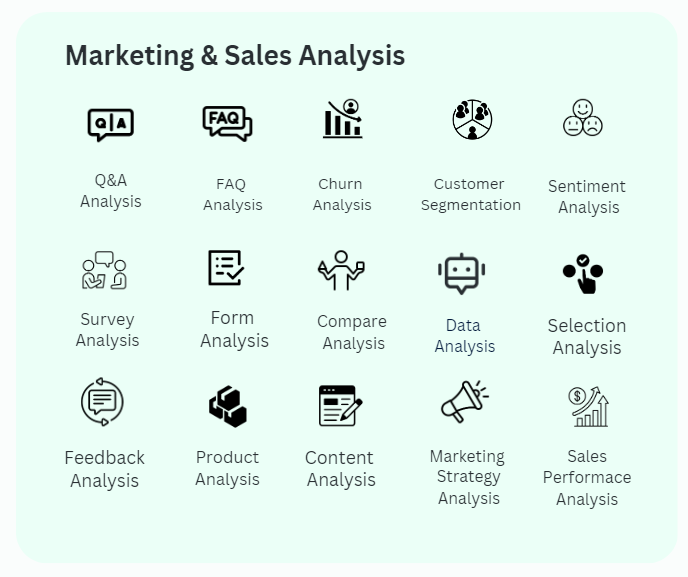 Marketing & Sales Analysis
Q|A
FAQ
Q&A
Analysis
FAQ
Analysis
Churn
Analysis
Customer
Segmentation
Sentiment
Analysis
Survey
Analysis
Form
Analysis
Compare
Analysis
Data
Analysis
Selection
Analysis
$
Feedback
Analysis
Product
Analysis
Content
Analysis
Marketing
Strategy
Analysis
Sales
Performace
Analysis